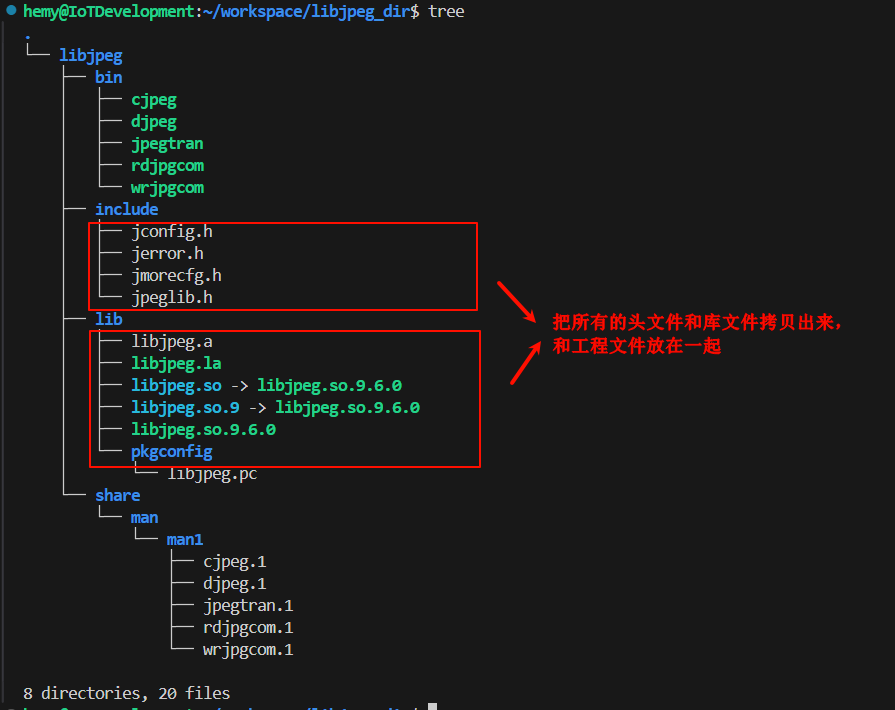 hemy@IoTDevelopment:~/workspace/libjpeg_dir$ tree
.
└── libjpeg
├── bin
│   ├── cjpeg
│   ├── djpeg
│   ├── jpegtran
│   ├── rdjpgcom
│   └── wrjpgcom
├── include
│   ├── jconfig.h
│   ├── jerror.h
│   ├── jmorecfg.h
│   └── jpeglib.h
├── lib
│   ├── libjpeg.a
│   ├── libjpeg.la
│   ├── libjpeg.so -> libjpeg.so.9.6.0
│   ├── libjpeg.so.9 -> libjpeg.so.9.6.0
│   ├── libjpeg.so.9.6.0
│   └── pkgconfig
│       └── libjpeg.pc
└── share
└── man
└── man1
├── cjpeg.1
├── djpeg.1
├── jpegtran.1
├── rdjpgcom.1
└── wrjpgcom.1
把所有的头文件和库文件拷贝出来，
和工程文件放在一起
8 directories, 20 files